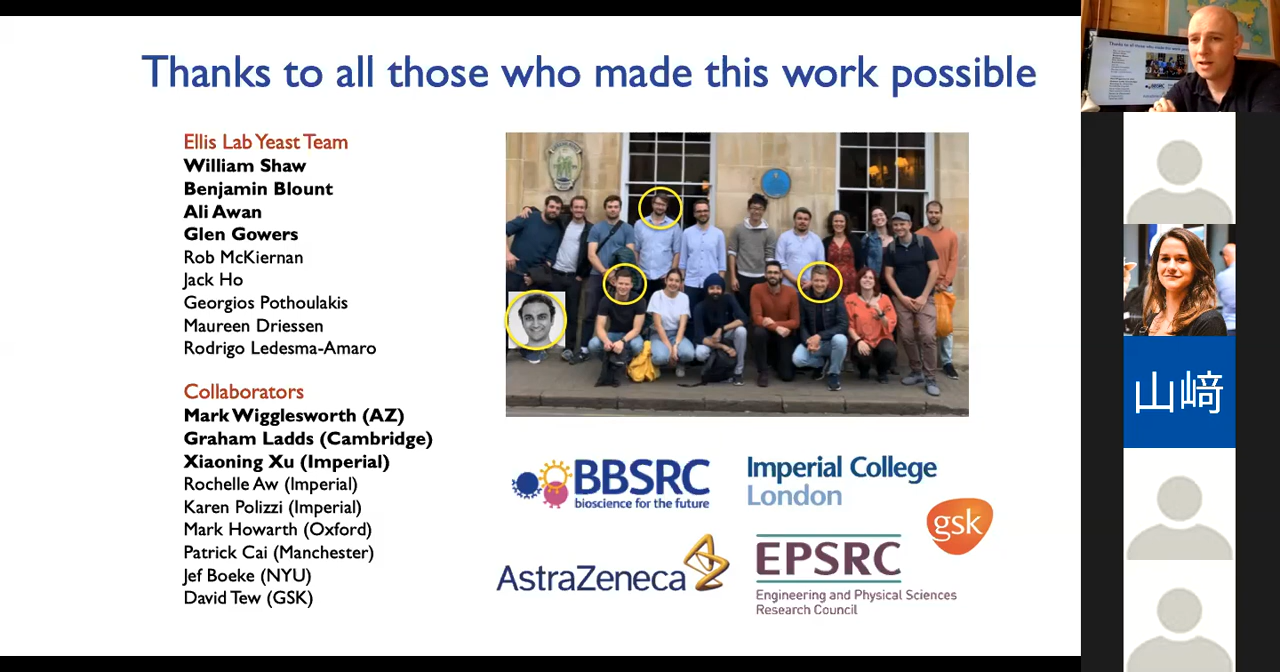 Thanks to all those who made this work possible
Ellis Lab Yeast Team
William Shaw
Benjamin Blount
Ali Awan
Glen Gowers
Rob McKiernan
Jack Ho
Georgios Pothoulakis
Maureen Driessen
Rodrigo Ledesma-Amaro
Collaborators
Mark Wigglesworth (AZ)
Graham Ladds (Cambridge)
Xiaoning Xu (Imperial)
Rochelle Aw (Imperial)
Karen Polizzi (Imperial)
Mark Howarth (Oxford)
Patrick Cai (Manchester)
Jef Boeke (NYU)
David Tew (GSK)
BBSRC
bioscience for the future
Imperial College
London
gsk
AstraZeneca
EPSRC
Engineering and Physical Sciences
Research Council
山﨑